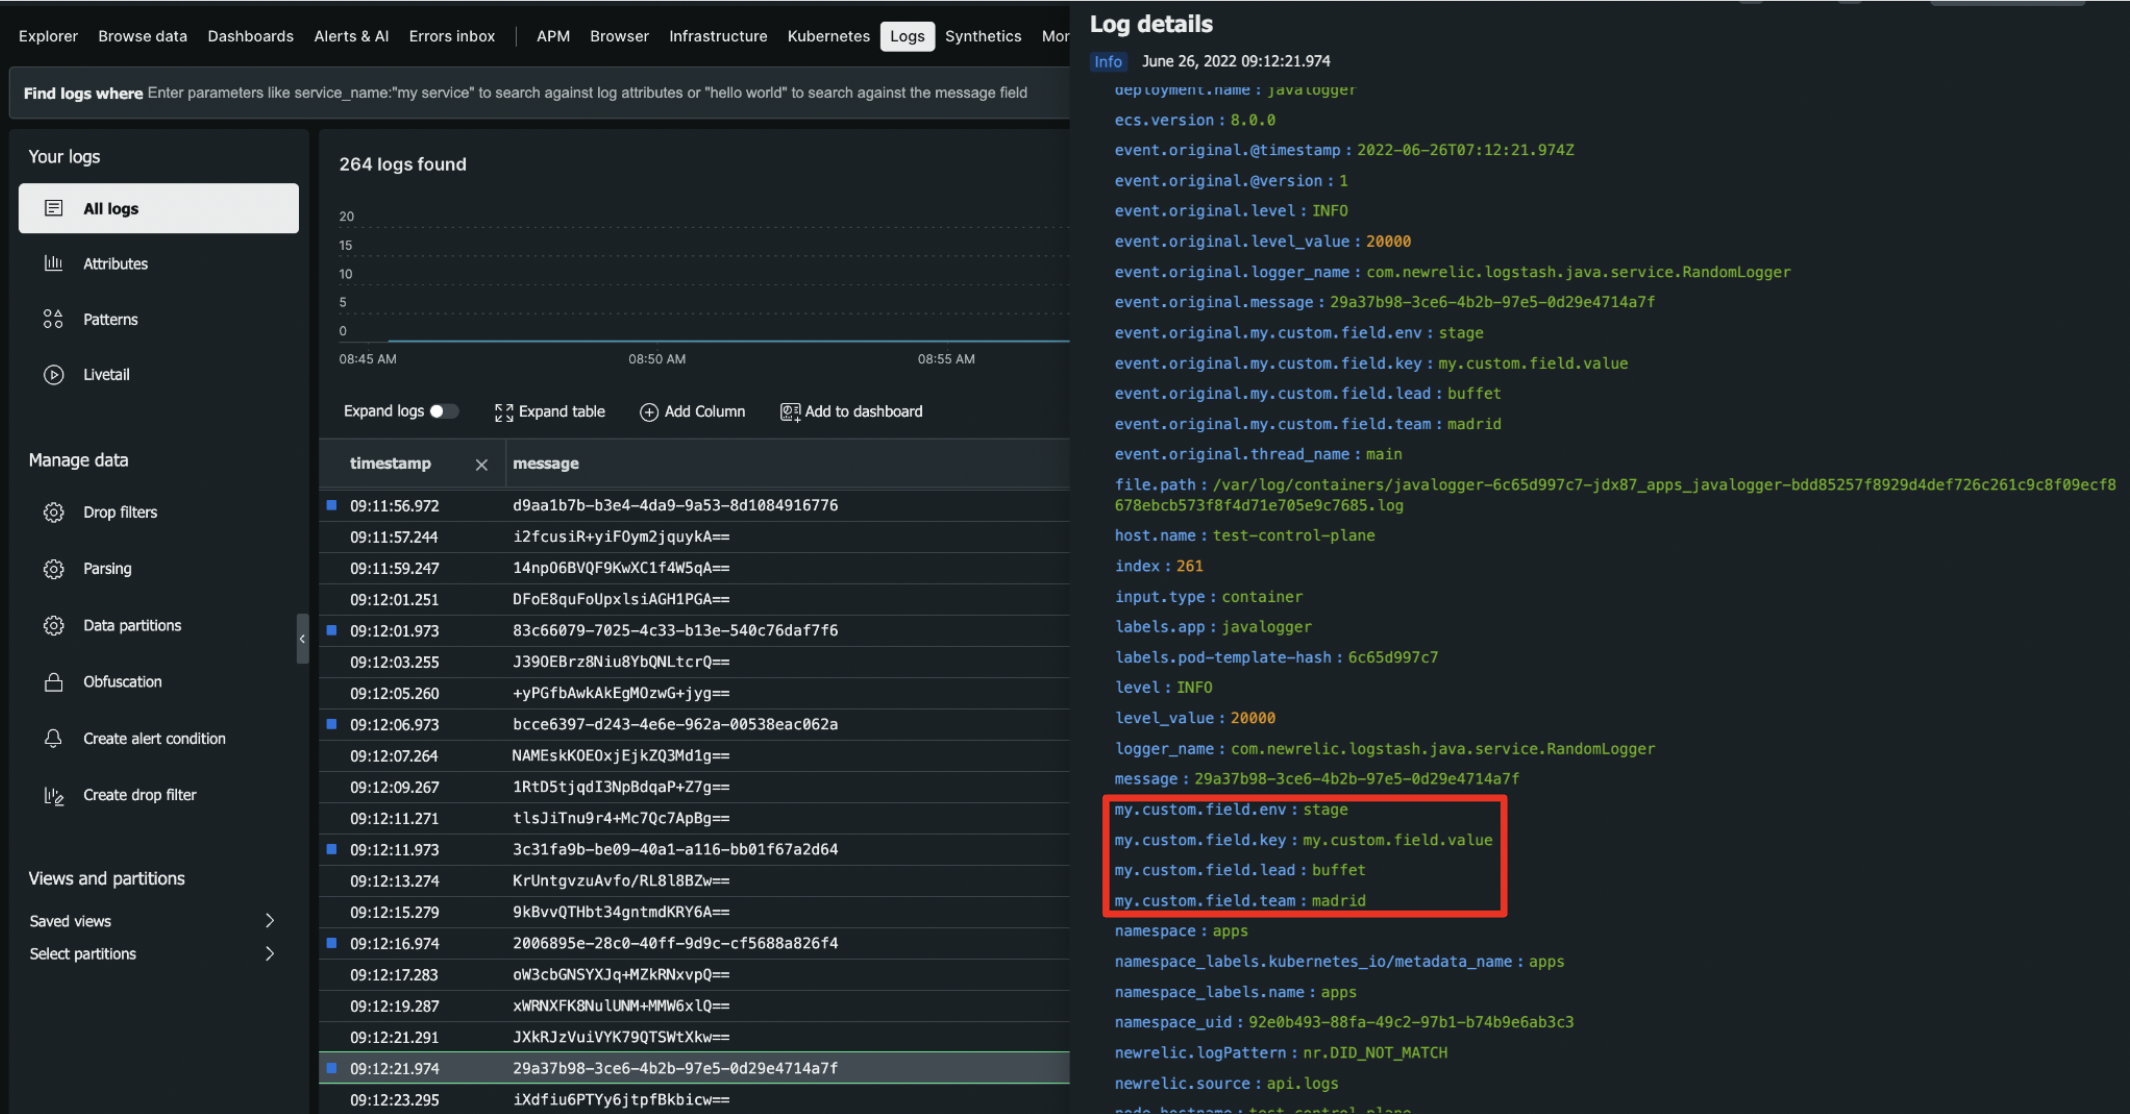 Explorer Browse data Dashboards Alerts & AI Errors inbox APM Browser Infrastructure Kubernetes Logs Synthetics Mor
Find logs where Enter parameters like service_name:"my service" to search against log attributes or "hello world" to search against the message field
Your logs
All logs
Attributes
Patterns
Livetail
Manage data
Drop filters
Parsing
Data partitions
Obfuscation
Create alert condition
Create drop filter
Views and partitions
Saved views
Select partitions
264 logs found
20
15
10
5
0
08:45 AM 08:50 AM 08:55 AM
Expand logs Expand table Add Column Add to dashboard
timestamp message
09:11:56.972 d9aa1b7b-b3e4-4da9-9a53-8d1084916776
09:11:57.244 i2fcusiR+yiFOym2jquykA==
09:11:59.247 14npO6BVQF9KwXC1f4W5qA==
09:12:01.251 DFoE8quFoUpxlsiAGH1PGA==
09:12:01.973 83c66079-7025-4c33-b13e-540c76daf7f6
09:12:03.255 J39OEBrz8Niu8YbQNLtcrQ==
09:12:05.260 +yPGfbAwkAkEgMOzwG+jyg==
09:12:06.973 bcce6397-d243-4e6e-962a-00538eac062a
09:12:07.264 NAMEskKOEOxjEjkZQ3Md1g==
09:12:09.267 1RtD5tjqdI3NpBdqaP+Z7g==
09:12:11.271 tlsJiTnu9r4+Mc7Qc7ApBg==
09:12:11.973 3c31fa9b-be09-40a1-a116-bb01f67a2d64
09:12:13.274 KrUntgvzuAvfo/RL8l8BZw==
09:12:15.279 9kBvvQTHbt34gntmdKRY6A==
09:12:16.974 2006895e-28c0-40ff-9d9c-cf5688a826f4
09:12:17.283 oW3cbGNSYXJq+MZkRNxvpQ==
09:12:19.287 xWRNXFK8NulUNM+MMW6xlQ==
09:12:21.291 JXkRJzVuiVYK79QTSWtXkw==
09:12:21.974 29a37b98-3ce6-4b2b-97e5-0d29e4714a7f
09:12:23.295 iXdfiu6PTYy6jtpfBkbicw==
Log details
Info June 26, 2022 09:12:21.974
deployment.name : javalogger
ecs.version : 8.0.0
event.original.@timestamp : 2022-06-26T07:12:21.974Z
event.original.@version : 1
event.original.level : INFO
event.original.level_value : 20000
event.original.logger_name : com.newrelic.logstash.java.service.RandomLogger
event.original.message : 29a37b98-3ce6-4b2b-97e5-0d29e4714a7f
event.original.my.custom.field.env : stage
event.original.my.custom.field.key : my.custom.field.value
event.original.my.custom.field.lead : buffet
event.original.my.custom.field.team : madrid
event.original.thread_name : main
file.path : /var/log/containers/javalogger-6c65d997c7-jdx87_apps_javalogger-bdd85257f8929d4def726c261c9c8f09ecf8
678ebcb573f8f4d71e705e9c7685.log
host.name : test-control-plane
index : 261
input.type : container
labels.app : javalogger
labels.pod-template-hash : 6c65d997c7
level : INFO
level_value : 20000
logger_name : com.newrelic.logstash.java.service.RandomLogger
message : 29a37b98-3ce6-4b2b-97e5-0d29e4714a7f
my.custom.field.env : stage
my.custom.field.key : my.custom.field.value
my.custom.field.lead : buffet
my.custom.field.team : madrid
namespace : apps
namespace_labels.kubernetes_io/metadata_name : apps
namespace_labels.name : apps
namespace_uid : 92e0b493-88fa-49c2-97b1-b74b9e6ab3c3
newrelic.logPattern : nr.DID_NOT_MATCH
newrelic.source : api.logs
node_hostname : test-control-plane